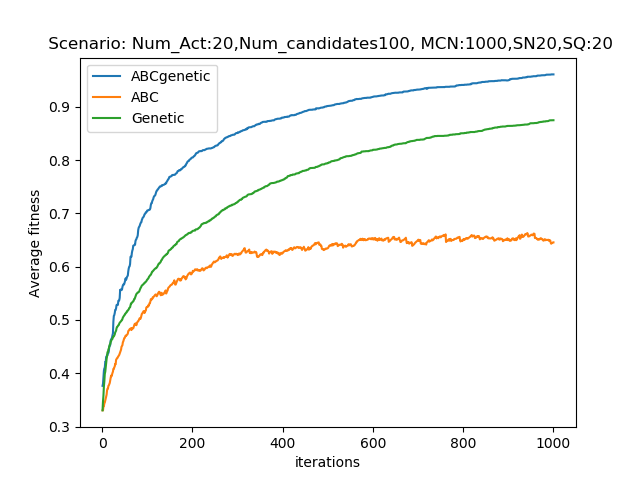 Scenario: Num_Act:20,Num_candidates100, MCN:1000,SN20,SQ:20
ABCgenetic
ABC
Genetic
0.9
0.8
0.7
0.6
0.5
0.4
0.3
Average fitness
0 200 400 600 800 1000
iterations